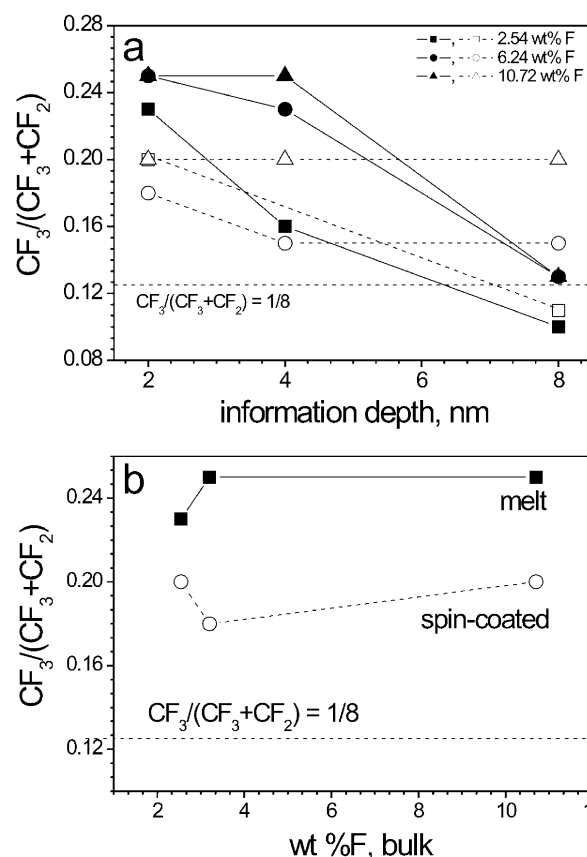 a
2.54 wt% F
6.24 wt% F
10.72 wt% F
0.28
0.24
0.20
0.16
0.12
0.08
CF3/(CF3+CF2)
CF3/(CF3+CF2) = 1/8
2 4 6 8
information depth, nm
b
melt
spin-coated
0.24
0.20
0.16
0.12
CF3/(CF3+CF2)
CF3/(CF3+CF2) = 1/8
2 4 6 8 10 1
wt %F, bulk